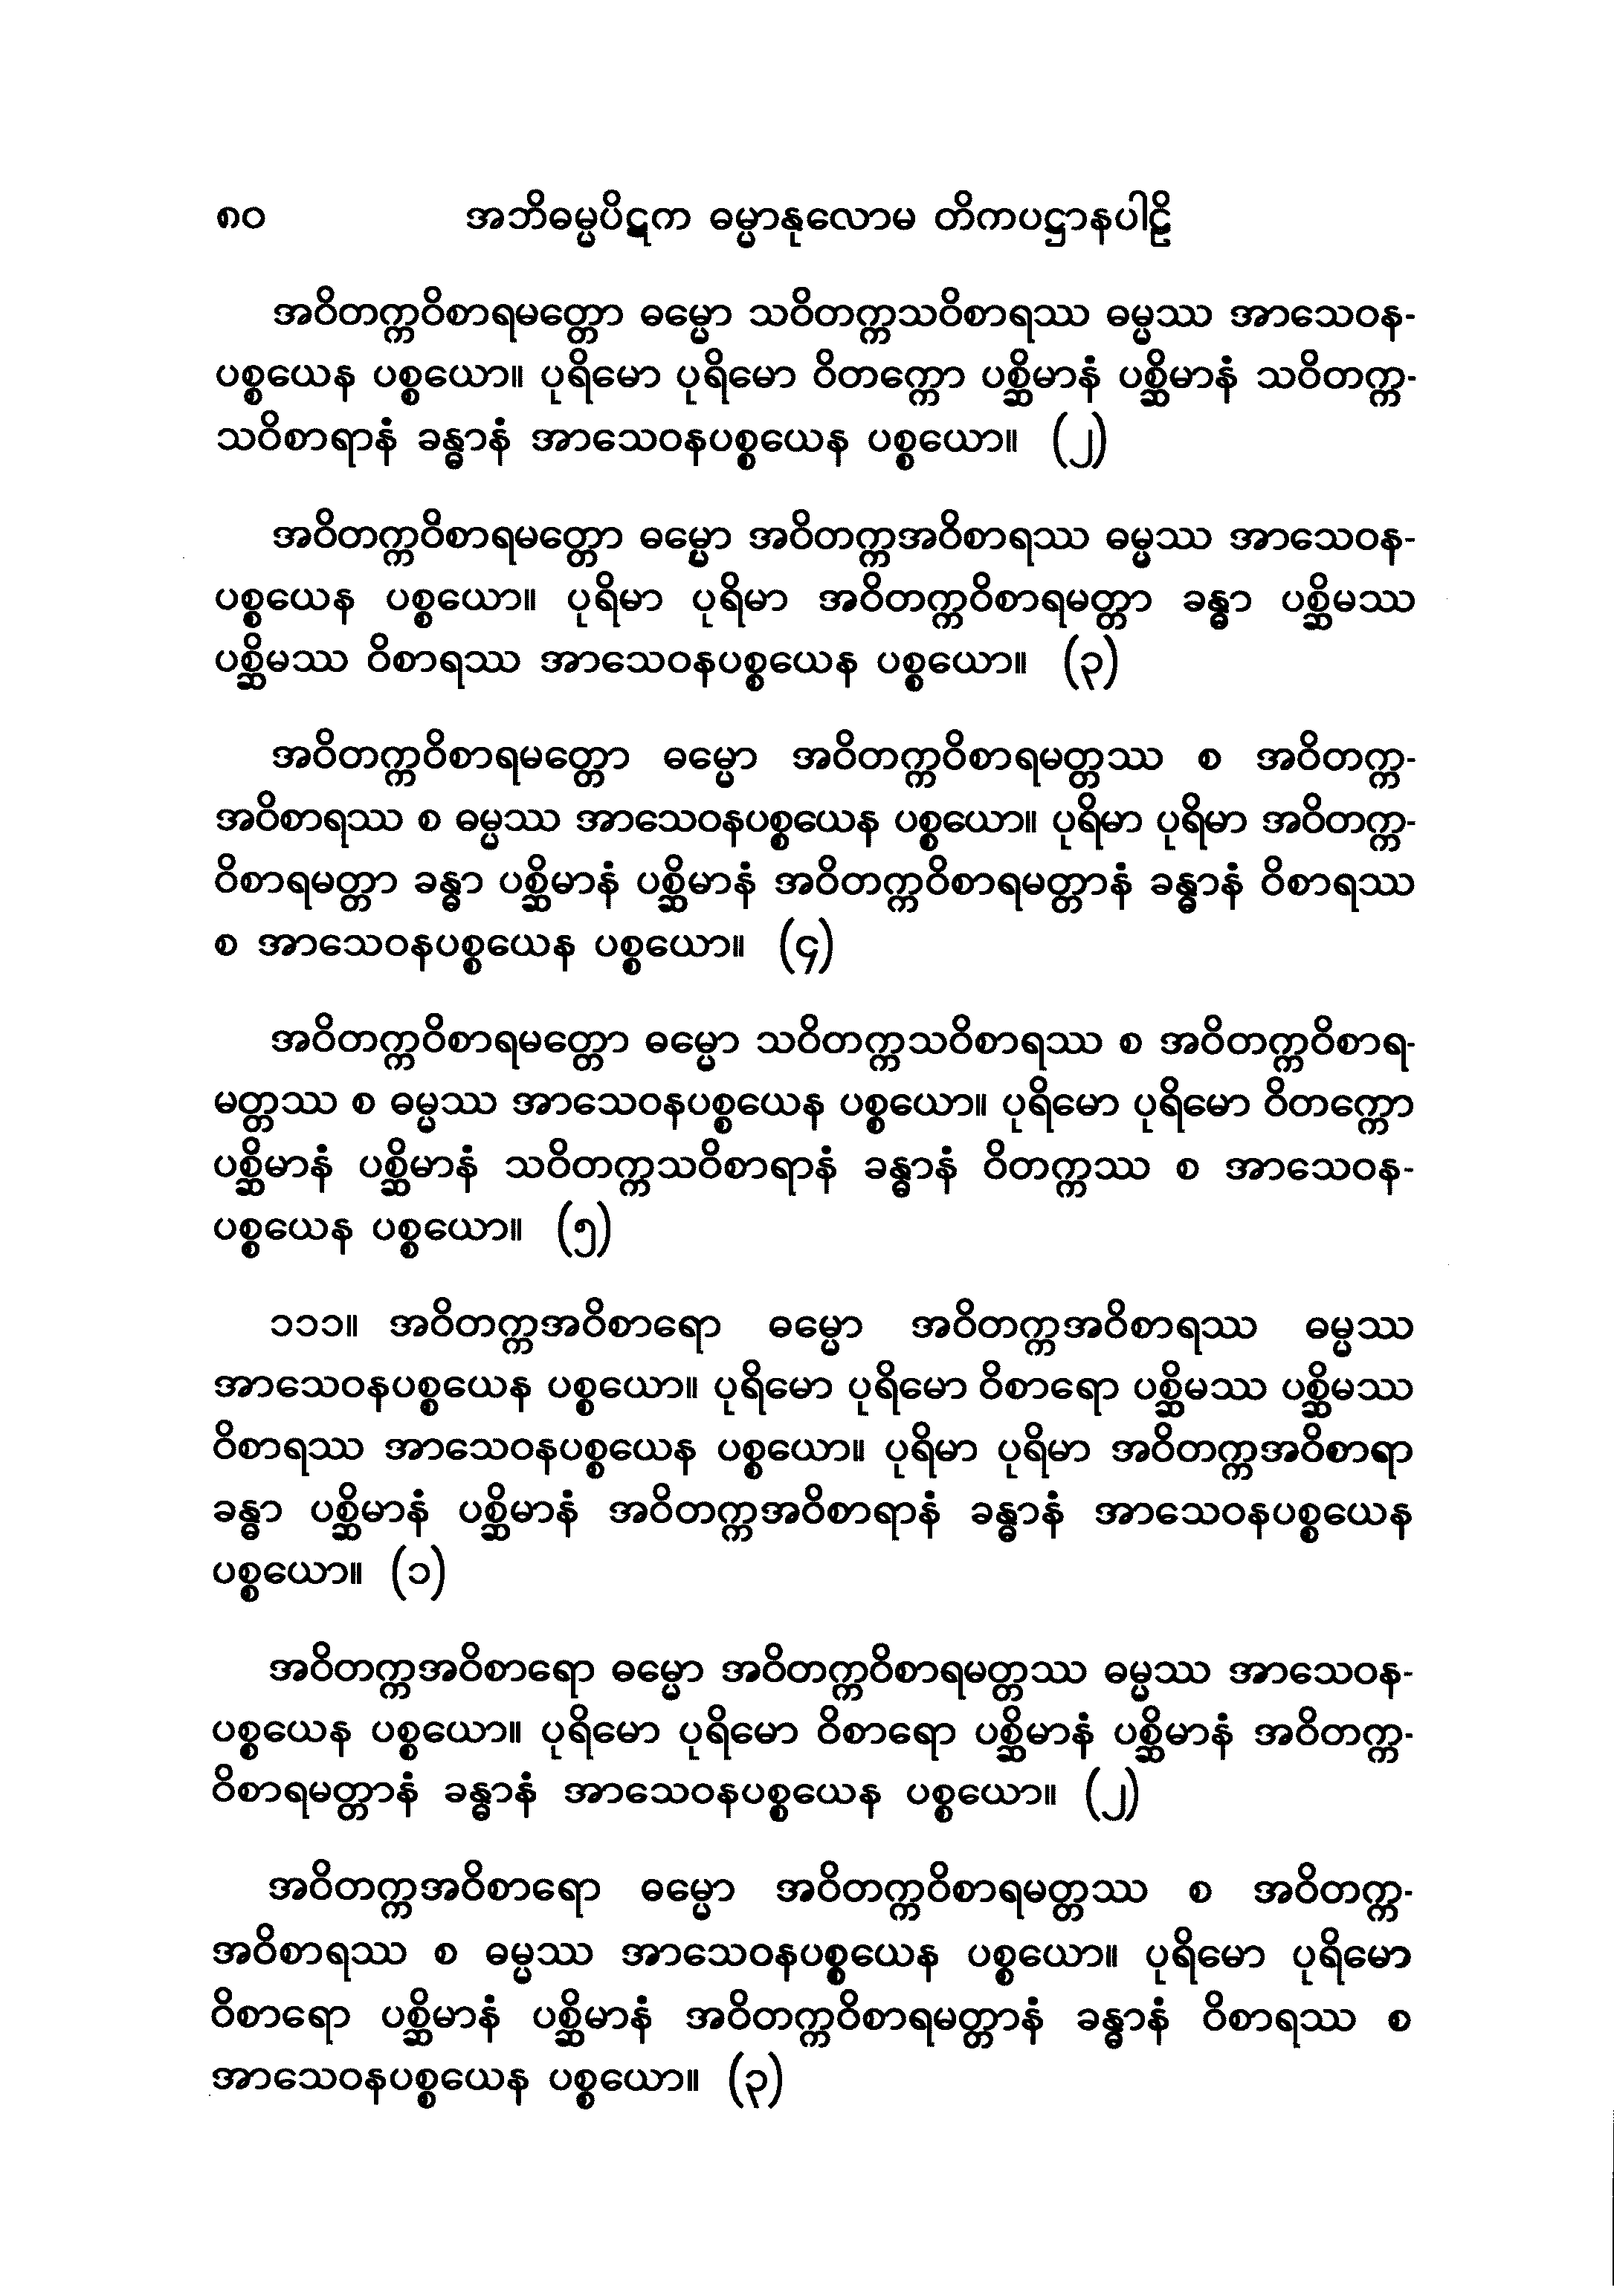 ၈၀ အဘိဓမ္မပိဋက ဓမ္မာနုလောမ တိကပဋ္ဌာနပါဠိ
အဝိတက္ကဝိစာရမတ္တော ဓမ္မော သဝိတက္ကသဝိစာရဿ ဓမ္မဿ အာသေဝန-
ပစ္စယေန ပစ္စယော။ ပုရိမော ပုရိမော ဝိတက္ကော ပစ္ဆိမာနံ ပစ္ဆိမာနံ သဝိတက္က-
သဝိစာရာနံ ခန္ဓာနံ အာသေဝနပစ္စယေန ပစ္စယော။ (၂)
အဝိတက္ကဝိစာရမတ္တော ဓမ္မော အဝိတက္ကအဝိစာရဿ ဓမ္မဿ အာသေဝန-
ပစ္စယေန ပစ္စယော။ ပုရိမာ ပုရိမာ အဝိတက္ကဝိစာရမတ္တာ ခန္ဓာ ပစ္ဆိမဿ
ပစ္ဆိမဿ ဝိစာရဿ အာသေဝနပစ္စယေန ပစ္စယော။ (၃)
အဝိတက္ကဝိစာရမတ္တော ဓမ္မော အဝိတက္ကဝိစာရမတ္တဿ စ အဝိတက္က-
အဝိစာရဿ စ ဓမ္မဿ အာသေဝနပစ္စယေန ပစ္စယော။ ပုရိမာ ပုရိမာ အဝိတက္က-
ဝိစာရမတ္တာ ခန္ဓာ ပစ္ဆိမာနံ ပစ္ဆိမာနံ အဝိတက္ကဝိစာရမတ္တာနံ ခန္ဓာနံ ဝိစာရဿ
စ အာသေဝနပစ္စယေန ပစ္စယော။ (၄)
အဝိတက္ကဝိစာရမတ္တော ဓမ္မော သဝိတက္ကသဝိစာရဿ စ အဝိတက္ကဝိစာရ-
မတ္တဿ စ ဓမ္မဿ အာသေဝနပစ္စယေန ပစ္စယော။ ပုရိမော ပုရိမော ဝိတက္ကော
ပစ္ဆိမာနံ ပစ္ဆိမာနံ သဝိတက္ကသဝိစာရာနံ ခန္ဓာနံ ဝိတက္ကဿ စ အာသေဝန-
ပစ္စယေန ပစ္စယော။ (၅)
၁၁၁။ အဝိတက္ကအဝိစာရော ဓမ္မော အဝိတက္ကအဝိစာရဿ ဓမ္မဿ
အာသေဝနပစ္စယေန ပစ္စယော။ ပုရိမော ပုရိမော ဝိစာရော ပစ္ဆိမဿ ပစ္ဆိမဿ
ဝိစာရဿ အာသေဝနပစ္စယေန ပစ္စယော။ ပုရိမာ ပုရိမာ အဝိတက္ကအဝိစာရာ
ခန္ဓာ ပစ္ဆိမာနံ ပစ္ဆိမာနံ အဝိတက္ကအဝိစာရာနံ ခန္ဓာနံ အာသေဝနပစ္စယေန
ပစ္စယော။ (၁)
အဝိတက္ကအဝိစာရော ဓမ္မော အဝိတက္ကဝိစာရမတ္တဿ ဓမ္မဿ အာသေဝန-
ပစ္စယေန ပစ္စယော။ ပုရိမော ပုရိမော ဝိစာရော ပစ္ဆိမာနံ ပစ္ဆိမာနံ အဝိတက္က-
ဝိစာရမတ္တာနံ ခန္ဓာနံ အာသေဝနပစ္စယေန ပစ္စယော။ (၂)
အဝိတက္ကအဝိစာရော ဓမ္မော အဝိတက္ကဝိစာရမတ္တဿ စ အဝိတက္က-
အဝိစာရဿ စ ဓမ္မဿ အာသေဝနပစ္စယေန ပစ္စယော။ ပုရိမော ပုရိမော
ဝိစာရော ပစ္ဆိမာနံ ပစ္ဆိမာနံ အဝိတက္ကဝိစာရမတ္တာနံ ခန္ဓာနံ ဝိစာရဿ စ
အာသေဝနပစ္စယေန ပစ္စယော။ (၃)